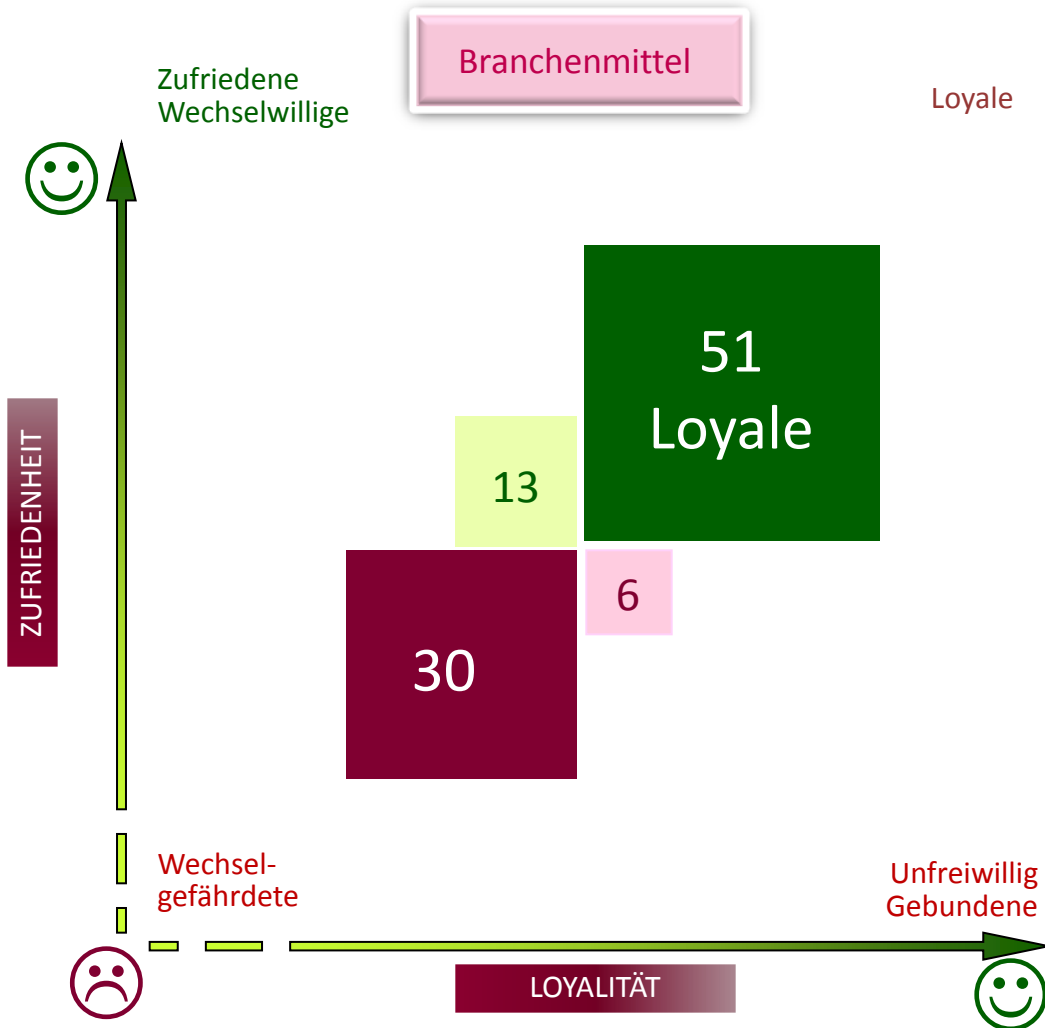 Branchenmittel
Zufriedene
Wechselwillige
Loyale
51
Loyale
13
ZUFRIEDENHEIT
6
30
Wechsel-
gefährdete
Unfreiwillig
Gebundene
LOYALITÄT